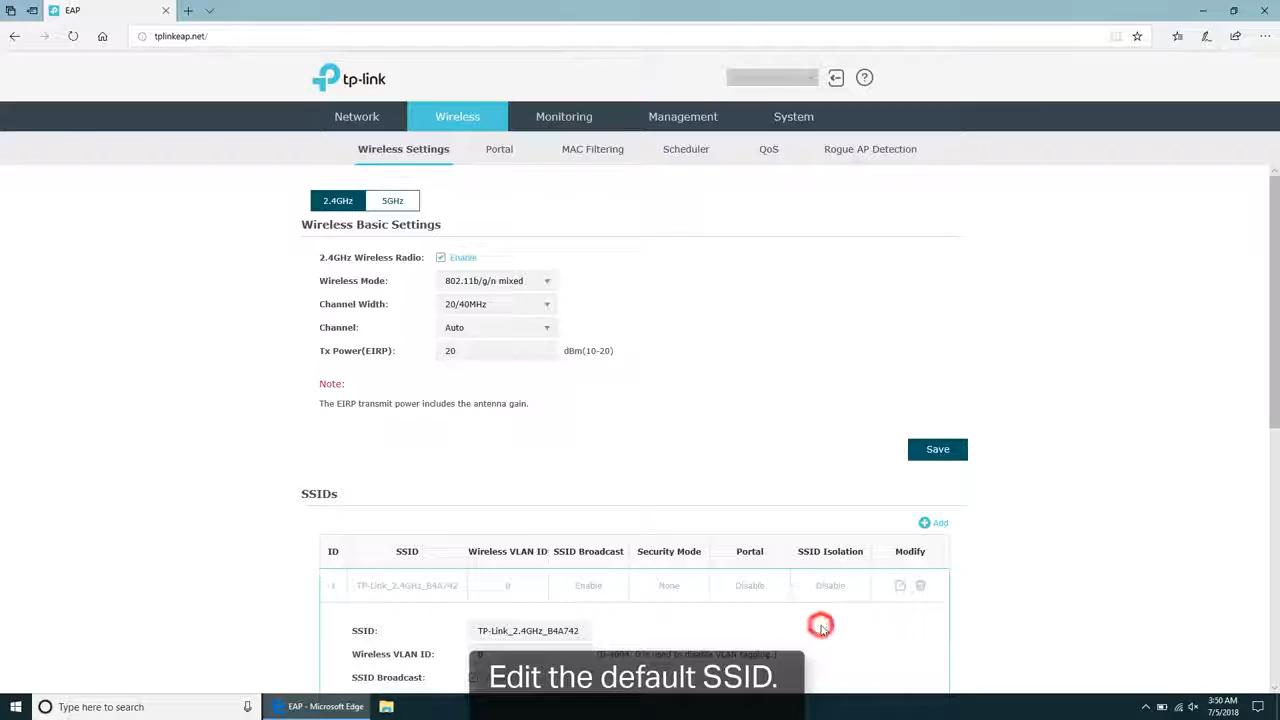 EAP
tplinkeap.net/
tp-link
Network Wireless Monitoring Management System
Wireless Settings Portal MAC Filtering Scheduler QoS Rogue AP Detection
2.4GHz 5GHz
Wireless Basic Settings
2.4GHz Wireless Radio: Enable
Wireless Mode: 802.11b/g/n mixed
Channel Width: 20/40MHz
Channel: Auto
Tx Power(EIRP): 20 dBm(10-20)
Note:
The EIRP transmit power includes the antenna gain.
Save
SSIDs
Add
ID SSID Wireless VLAN ID SSID Broadcast Security Mode Portal SSID Isolation Modify
1 TP-Link_2.4GHz_B4A742 0 Enable None Disable Disable
SSID: TP-Link_2.4GHz_B4A742
Wireless VLAN ID: 0 (0-4094, 0 is used to disable VLAN tagging.)
SSID Broadcast:
Edit the default SSID.
Type here to search EAP - Microsoft Edge 3:50 AM
7/5/2018